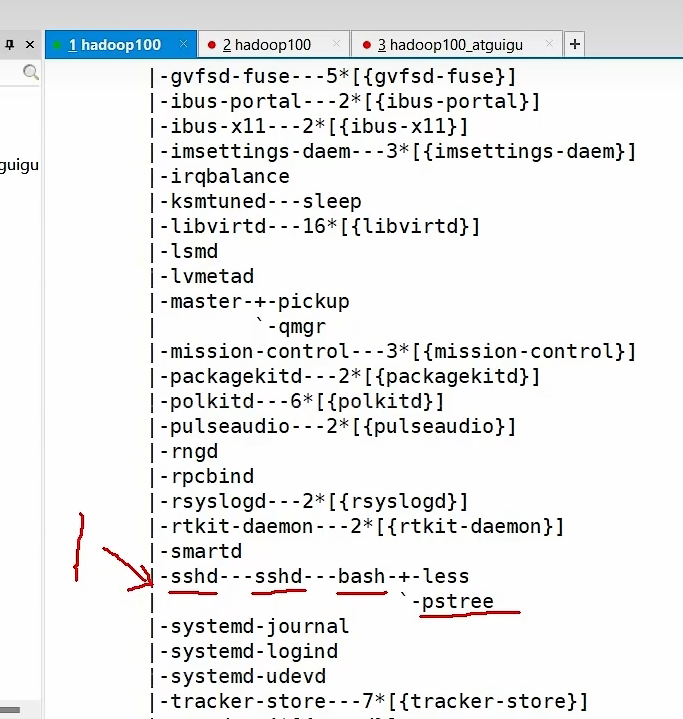 1 hadoop100 × 2 hadoop100 × 3 hadoop100_atguigu × +
guigu
|-gvfsd-fuse---5*[{gvfsd-fuse}]
|-ibus-portal---2*[{ibus-portal}]
|-ibus-x11---2*[{ibus-x11}]
|-imsettings-daem---3*[{imsettings-daem}]
|-irqbalance
|-ksmtuned---sleep
|-libvirtd---16*[{libvirtd}]
|-lsmd
|-lvmetad
|-master-+-pickup
|        `-qmgr
|-mission-control---3*[{mission-control}]
|-packagekitd---2*[{packagekitd}]
|-polkitd---6*[{polkitd}]
|-pulseaudio---2*[{pulseaudio}]
|-rngd
|-rpcbind
|-rsyslogd---2*[{rsyslogd}]
|-rtkit-daemon---2*[{rtkit-daemon}]
|-smartd
|-sshd---sshd---bash-+-less
|                    `-pstree
|-systemd-journal
|-systemd-logind
|-systemd-udevd
|-tracker-store---7*[{tracker-store}]